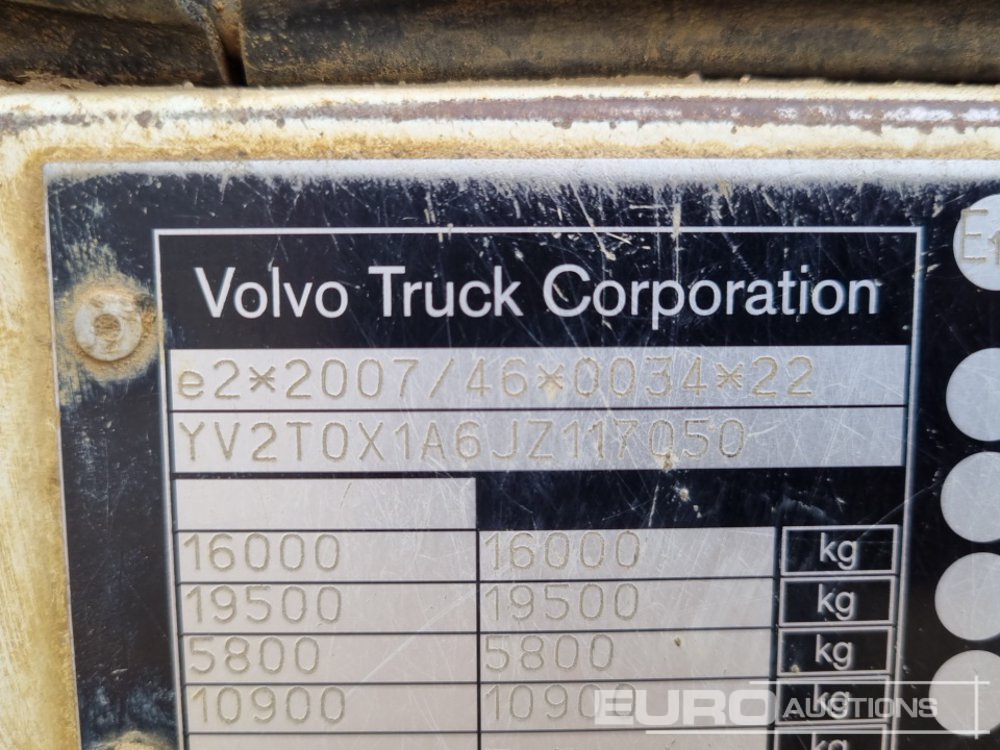 Volvo Truck Corporation
e2*2007/46*0034*22
YV2T0X1A6JZ117050
16000 16000 kg
19500 19500 kg
5800 5800 kg
10900 10900 kg
kg
EURO AUCTIONS